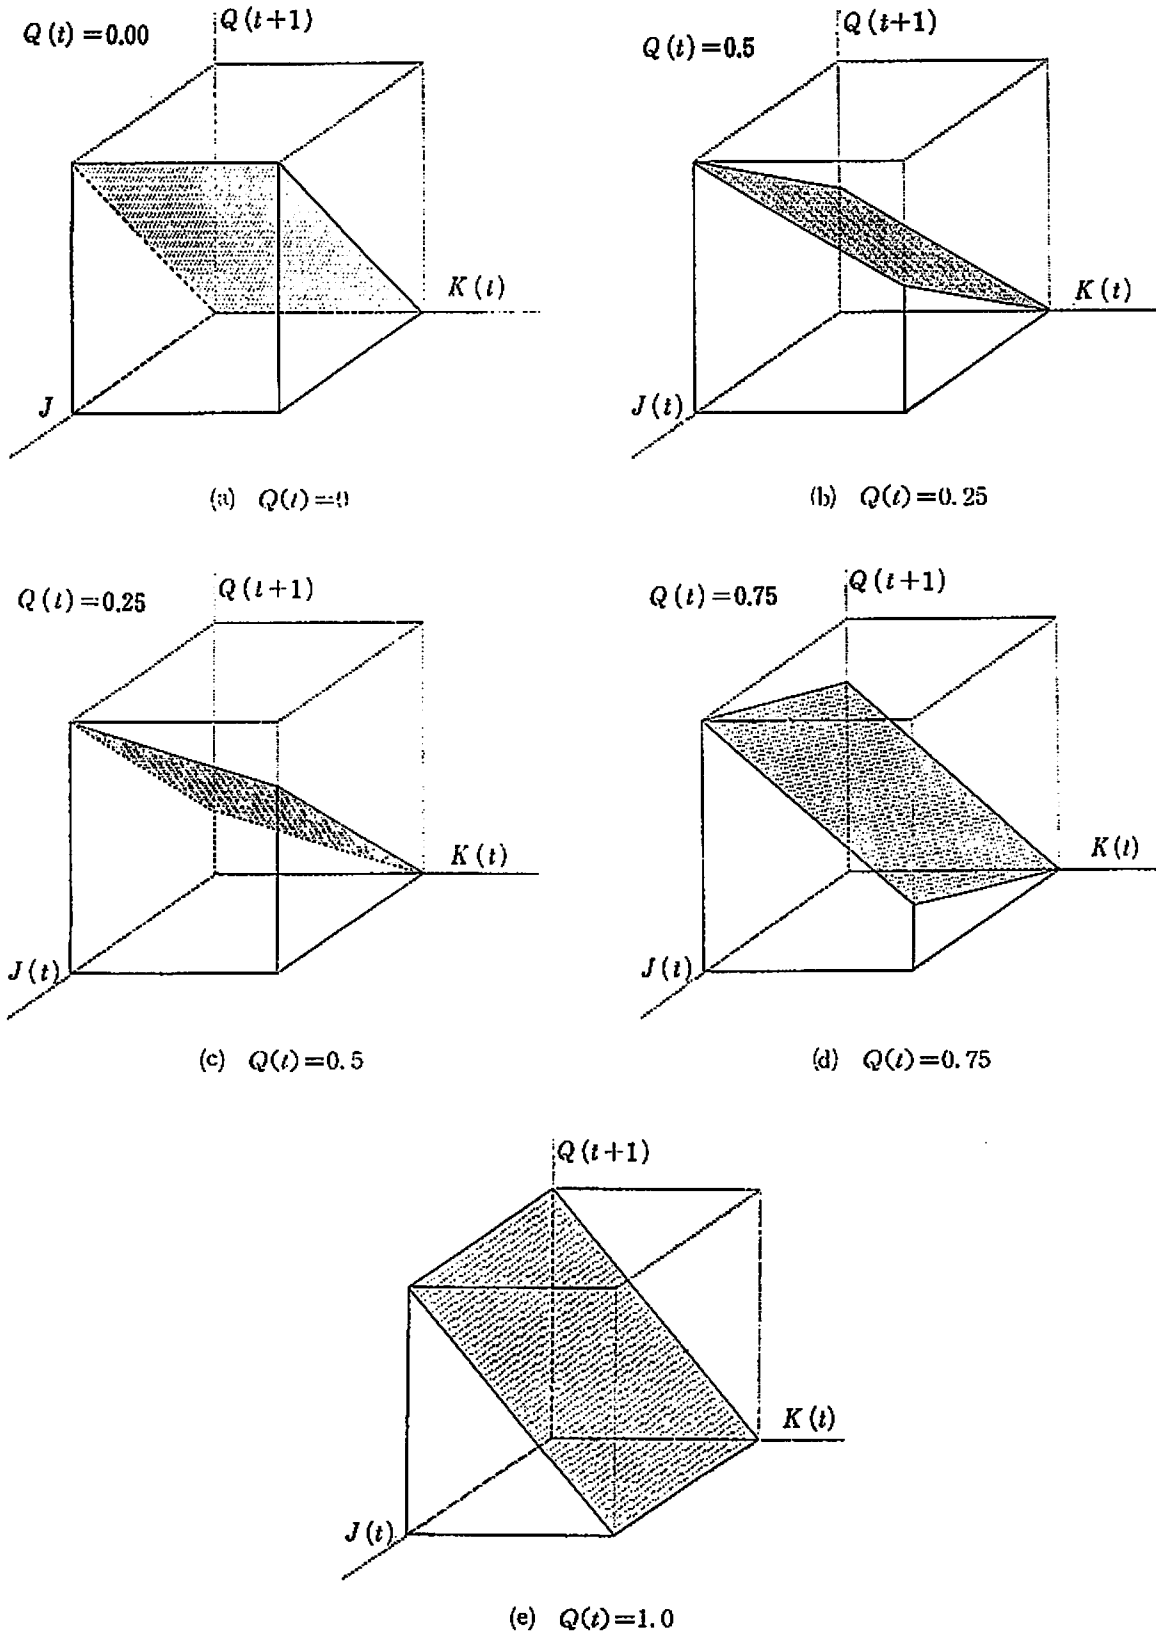 Q(t)=0.00
Q(t+1)
K(t)
J
(a) Q(t)=0
Q(t)=0.5
Q(t+1)
K(t)
J(t)
(b) Q(t)=0.25
Q(t)=0.25
Q(t+1)
K(t)
J(t)
(c) Q(t)=0.5
Q(t)=0.75
Q(t+1)
K(t)
J(t)
(d) Q(t)=0.75
Q(t+1)
K(t)
J(t)
(e) Q(t)=1.0